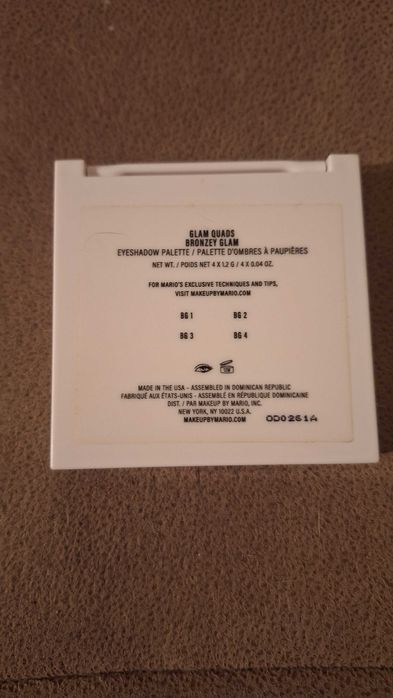 GLAM QUADS
BRONZEY GLAM
EYESHADOW PALETTE / PALETTE D'OMBRES À PAUPIÈRES
NET WT. / POIDS NET 4 X 1.2 G / 4 X 0.04 OZ.
FOR MARIO'S EXCLUSIVE TECHNIQUES AND TIPS,
VISIT MAKEUPBYMARIO.COM
BG 1 BG 2
BG 3 BG 4
MADE IN THE USA - ASSEMBLED IN DOMINICAN REPUBLIC
FABRIQUÉ AUX ÉTATS-UNIS - ASSEMBLÉ EN RÉPUBLIQUE DOMINICAINE
DIST. / PAR MAKEUP BY MARIO, INC.
NEW YORK, NY 10022 U.S.A.
MAKEUPBYMARIO.COM OD0261A